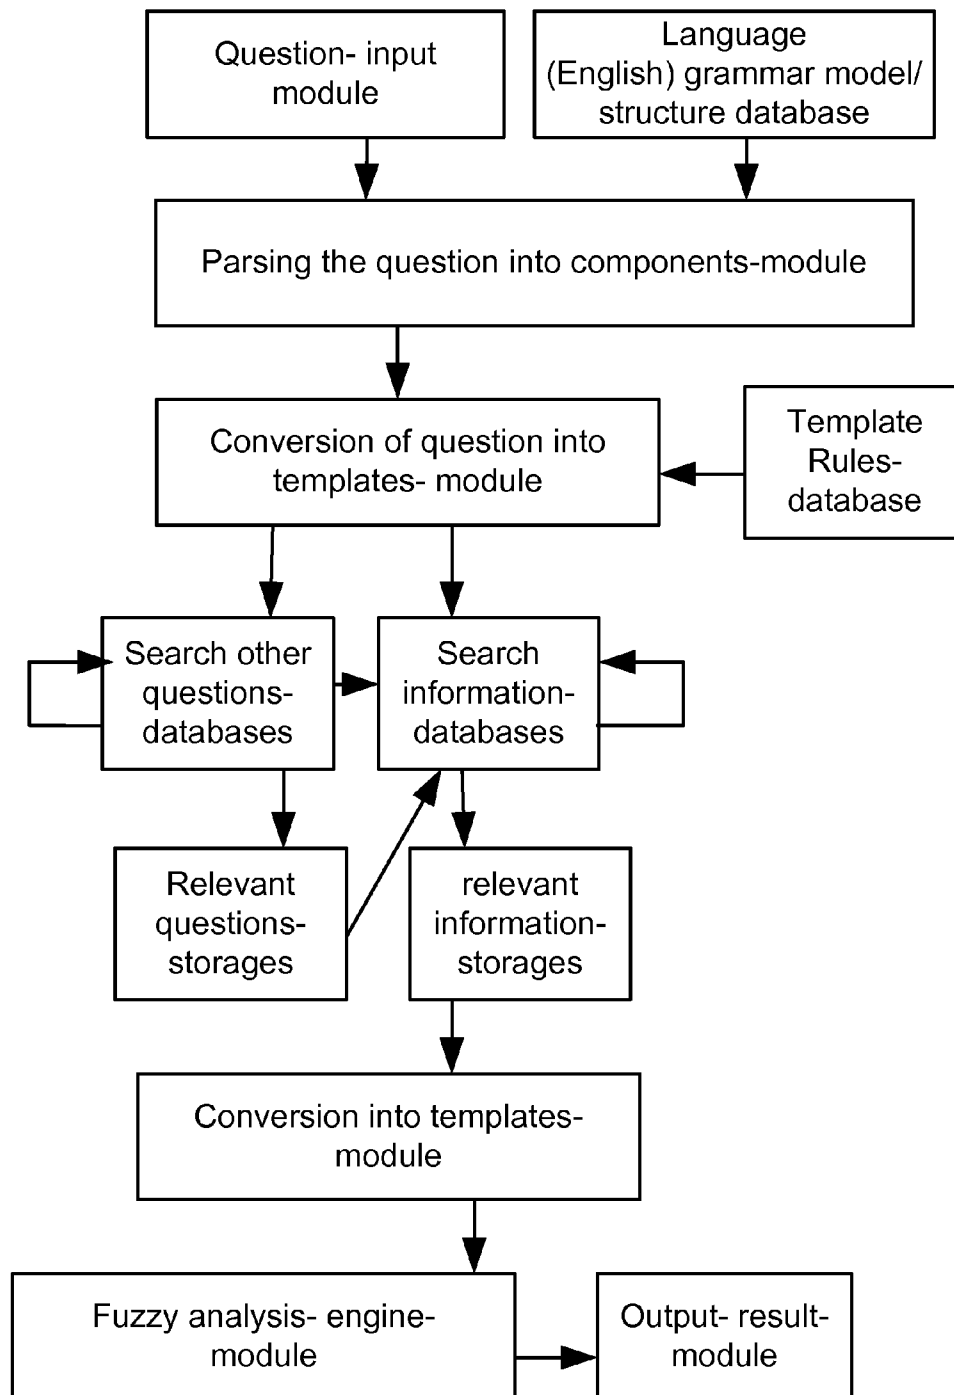 Question- input
module
Language
(English) grammar model/
structure database
Parsing the question into components-module
Conversion of question into
templates- module
Template
Rules-
database
Search other
questions-
databases
Search
information-
databases
Relevant
questions-
storages
relevant
information-
storages
Conversion into templates-
module
Fuzzy analysis- engine-
module
Output- result-
module